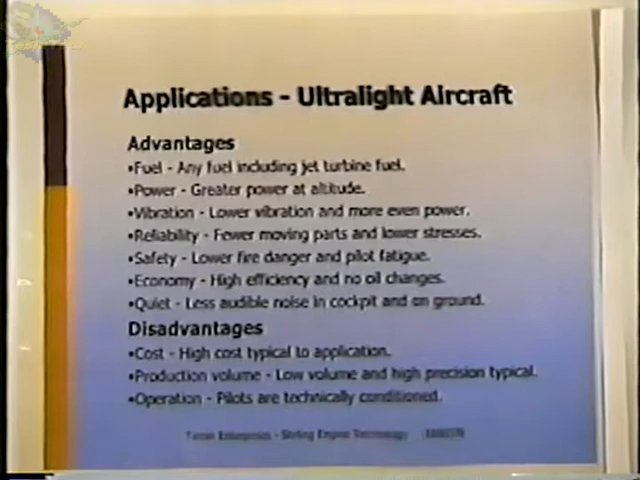 Applications - Ultralight Aircraft
Advantages
•Fuel - Any fuel including jet turbine fuel.
•Power - Greater power at altitude.
•Vibration - Lower vibration and more even power.
•Reliability - Fewer moving parts and lower stresses.
•Safety - Lower fire danger and pilot fatigue.
•Economy - High efficiency and no oil changes.
•Quiet - Less audible noise in cockpit and on ground.
Disadvantages
•Cost - High cost typical to application.
•Production volume - Low volume and high precision typical.
•Operation - Pilots are technically conditioned.
Enterprises - Stirling Engine Technology